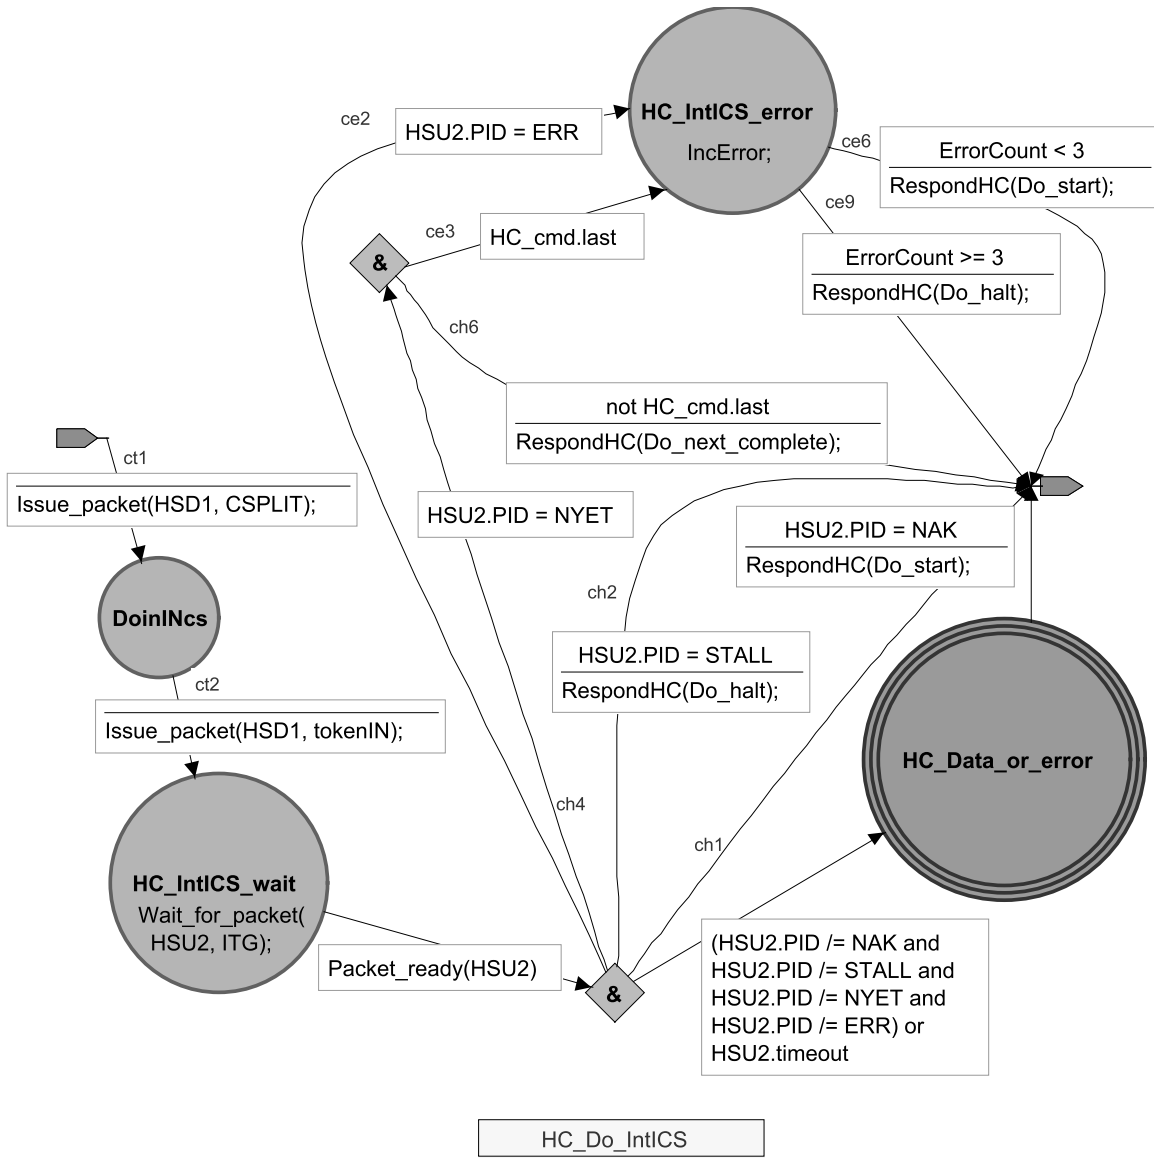 ce2
HSU2.PID = ERR
HC_IntICS_error
IncError;
ce6
ErrorCount < 3
RespondHC(Do_start);
ce9
ErrorCount >= 3
RespondHC(Do_halt);
ce3
HC_cmd.last
&
ch6
not HC_cmd.last
RespondHC(Do_next_complete);
ct1
Issue_packet(HSD1, CSPLIT);
HSU2.PID = NYET
HSU2.PID = NAK
RespondHC(Do_start);
ch2
DoinINcs
HSU2.PID = STALL
RespondHC(Do_halt);
ct2
Issue_packet(HSD1, tokenIN);
HC_Data_or_error
ch4
ch1
HC_IntICS_wait
Wait_for_packet(
HSU2, ITG);
Packet_ready(HSU2)
&
(HSU2.PID /= NAK and
HSU2.PID /= STALL and
HSU2.PID /= NYET and
HSU2.PID /= ERR) or
HSU2.timeout
HC_Do_IntICS